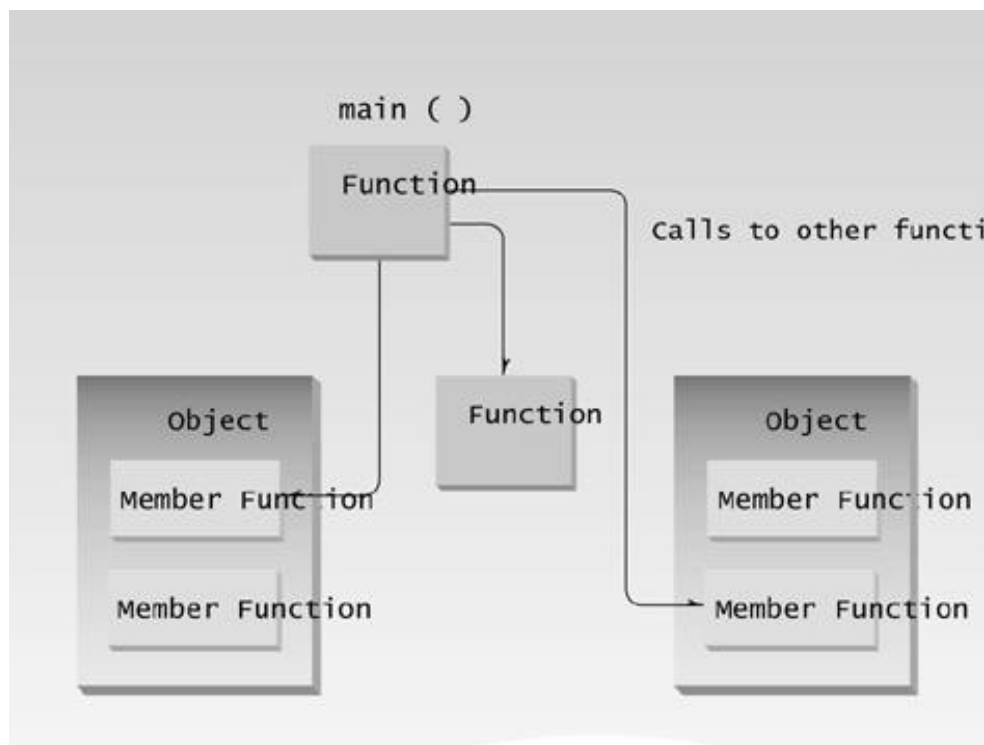 main ( )
Function
Calls to other functi
Function
Object
Member Function
Member Function
Object
Member Function
Member Function